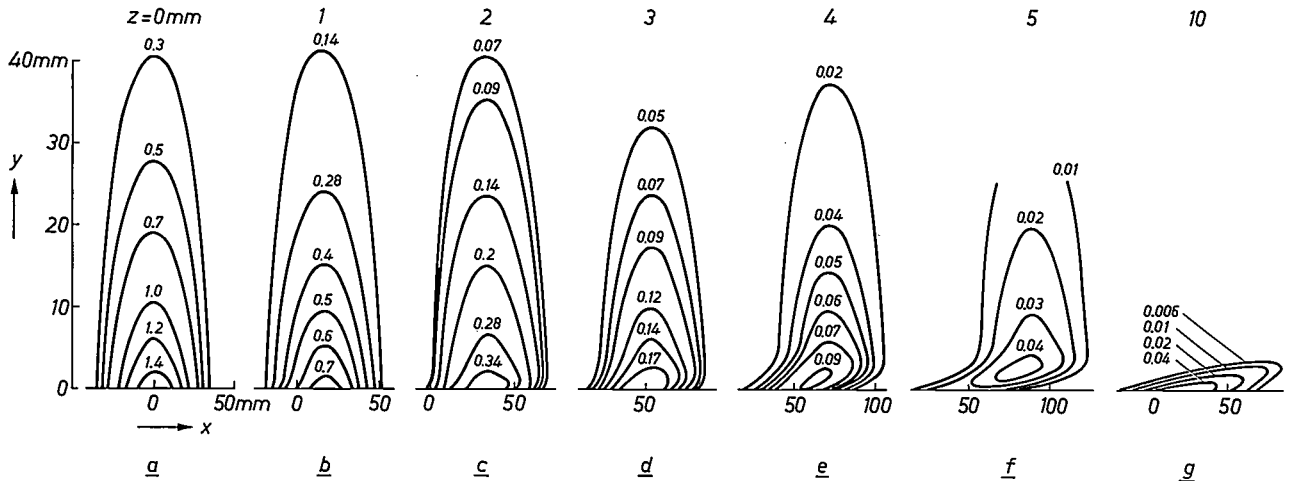 z=0mm 1 2 3 4 5 10
40mm 30 20 10 0
y
0.3 0.5 0.7 1.0 1.2 1.4
0 50mm
x
0.14 0.28 0.4 0.5 0.6 0.7
0 50
0.07 0.09 0.14 0.2 0.28 0.34
0 50
0.05 0.07 0.09 0.12 0.14 0.17
50
0.02 0.04 0.05 0.06 0.07 0.09
50 100
0.01 0.02 0.03 0.04
50 100
0.006
0.01
0.02
0.04
0 50
a b c d e f g